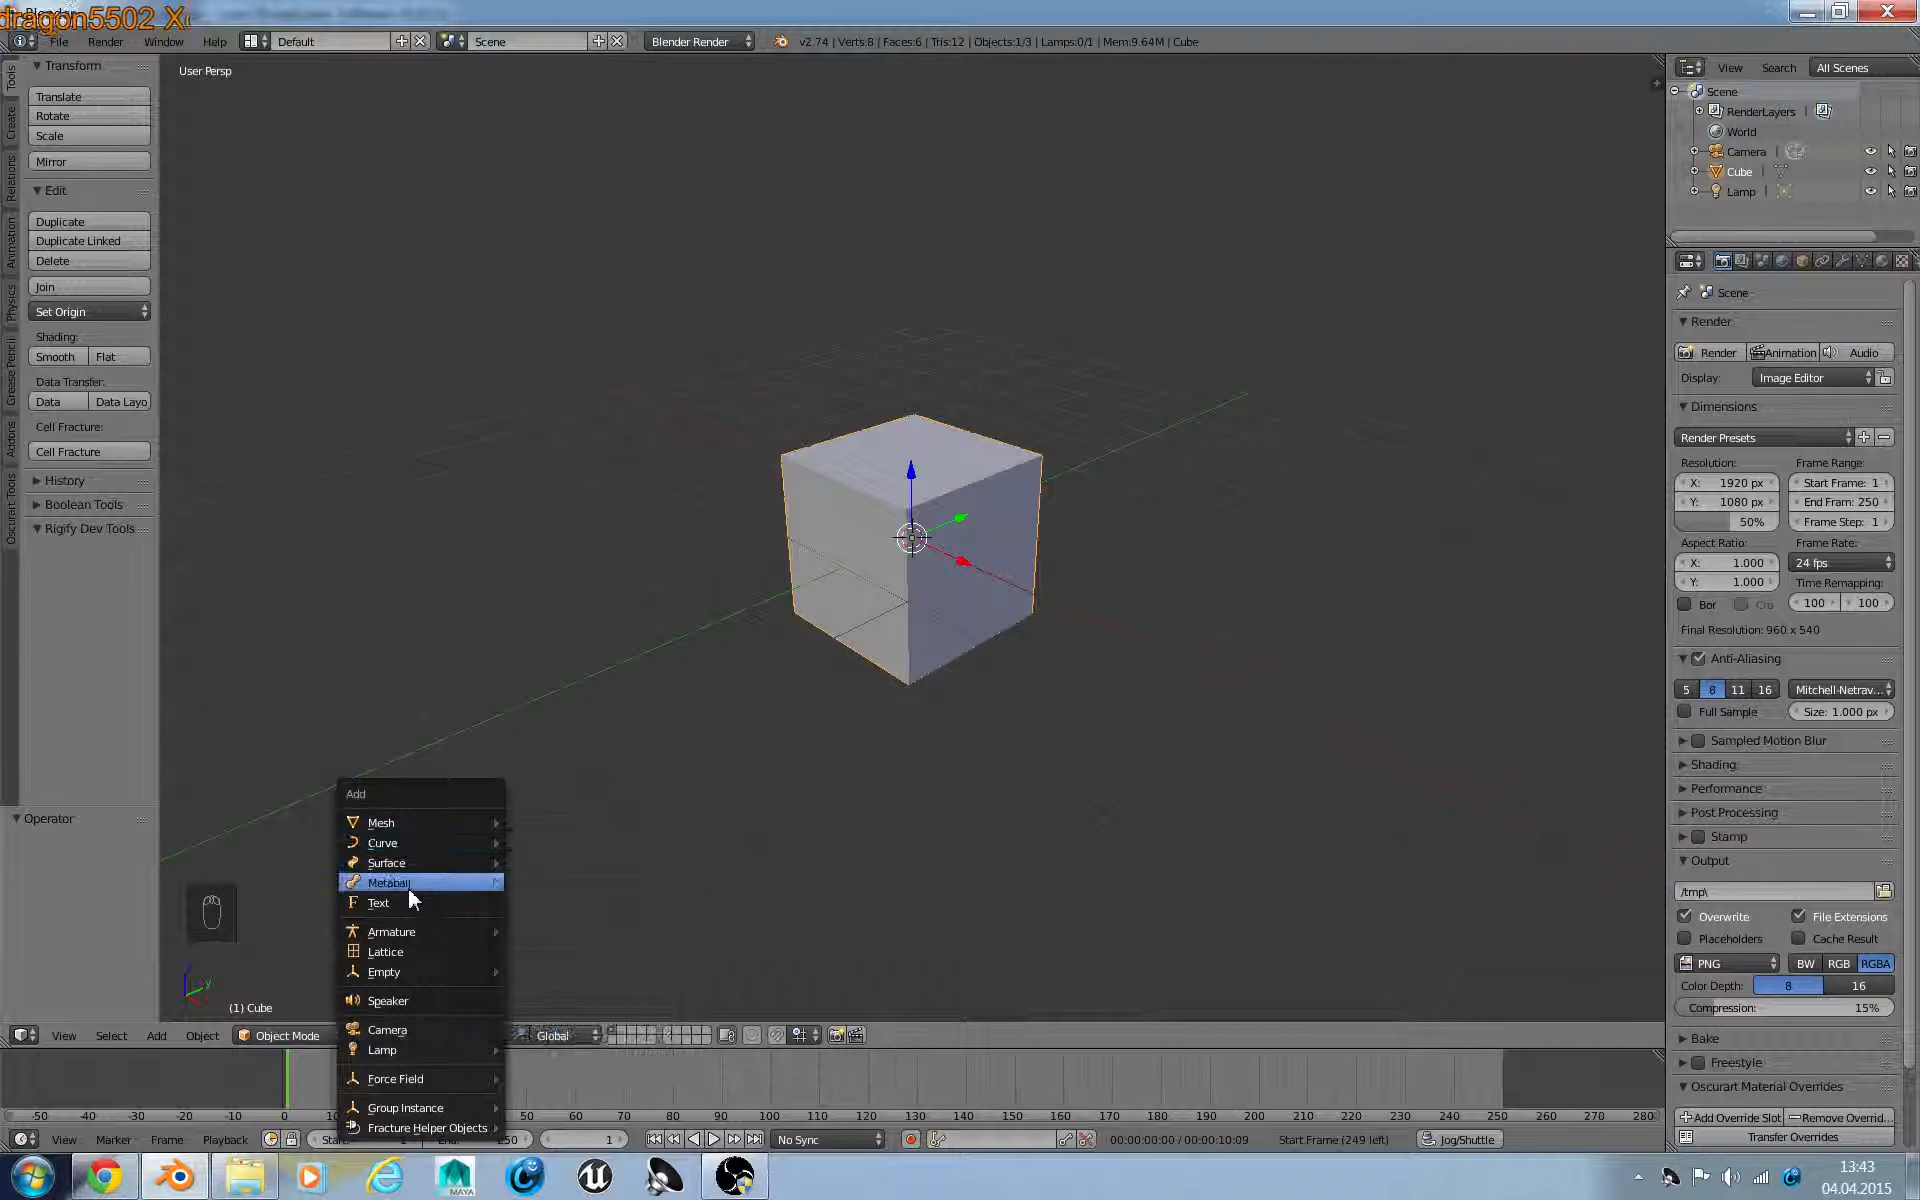 dragon5502 X
File Render Window Help Default Scene Blender Render v2.74 | Verts:8 | Faces:6 | Tris:12 | Objects:1/3 | Lamps:0/1 | Mem:9.64M | Cube
Tools
Create
Relations
Animation
Physics
Grease Pencil
Addons
Oscurart Tools
Transform
Translate
Rotate
Scale
Mirror
Edit
Duplicate
Duplicate Linked
Delete
Join
Set Origin
Shading:
Smooth Flat
Data Transfer:
Data Data Layo
Cell Fracture:
Cell Fracture
History
Boolean Tools
Rigify Dev Tools
Operator
User Persp
(1) Cube
Add
Mesh
Curve
Surface
Metaball
Text
Armature
Lattice
Empty
Speaker
Camera
Lamp
Force Field
Group Instance
Fracture Helper Objects
View Select Add Object Object Mode Global
-50 -40 -30 -20 -10 0 50 60 70 80 90 100 110 120 130 140 150 160 170 180 190 200 210 220 230 240 250 260 270 280
View Marker Frame Playback Start: 1 End: 250 1 No Sync 00:00:00:00 / 00:00:10:09 Start Frame (249 left) Jog/Shuttle
View Search All Scenes
Scene
RenderLayers |
World
Camera |
Cube |
Lamp |
Scene
Render
Render Animation Audio
Display: Image Editor
Dimensions
Render Presets
Resolution: Frame Range:
X: 1920 px Start Frame: 1
Y: 1080 px End Fram: 250
50% Frame Step: 1
Aspect Ratio: Frame Rate:
X: 1.000 24 fps
Y: 1.000 Time Remapping:
Bor Cro 100 100
Final Resolution: 960 x 540
Anti-Aliasing
5 8 11 16 Mitchell-Netrav...
Full Sample Size: 1.000 px
Sampled Motion Blur
Shading
Performance
Post Processing
Stamp
Output
/tmp\
Overwrite File Extensions
Placeholders Cache Result
PNG BW RGB RGBA
Color Depth: 8 16
Compression: 15%
Bake
Freestyle
Oscurart Material Overrides
Add Override Slot Remove Overrid...
Transfer Overrides
MAYA
13:43
04.04.2015